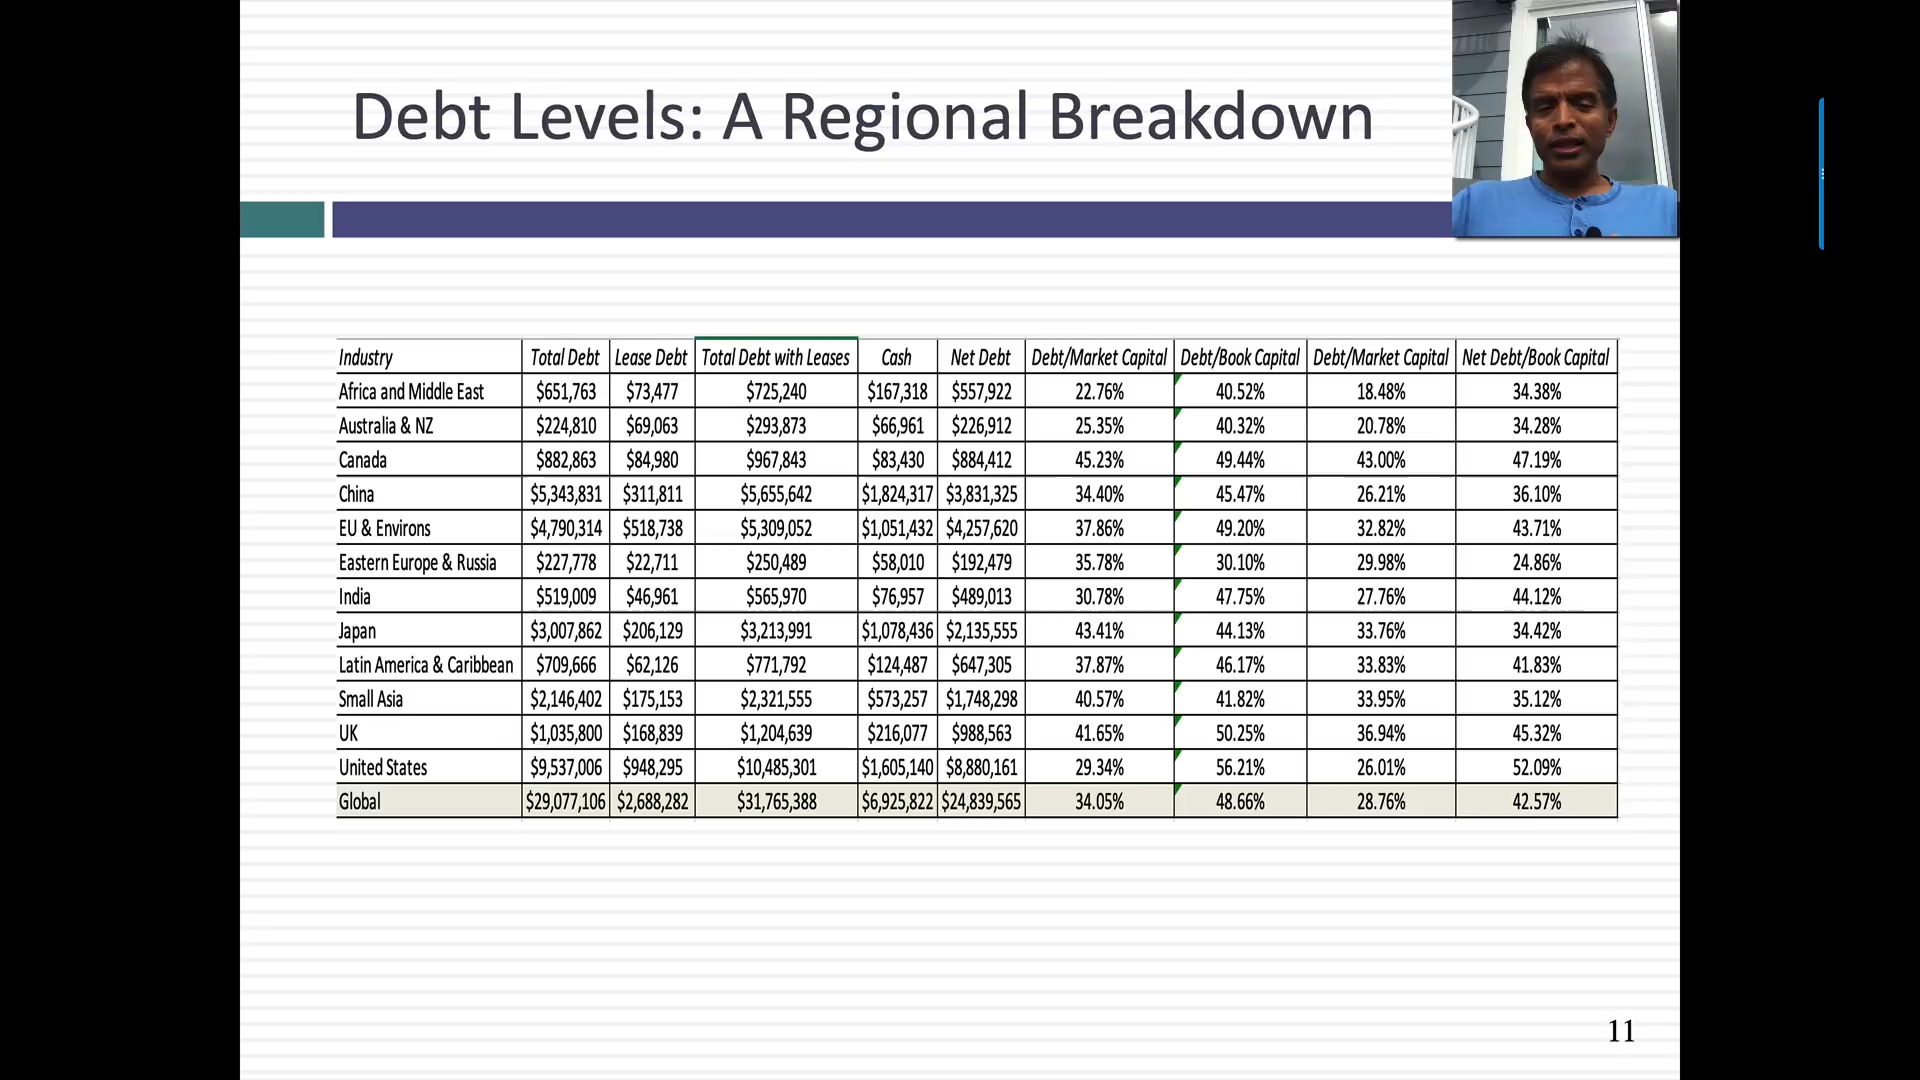 Debt Levels: A Regional Breakdown
Industry Total Debt Lease Debt Total Debt with Leases Cash Net Debt Debt/Market Capital Debt/Book Capital Debt/Market Capital Net Debt/Book Capital
Africa and Middle East $651,763 $73,477 $725,240 $167,318 $557,922 22.76% 40.52% 18.48% 34.38%
Australia & NZ $224,810 $69,063 $293,873 $66,961 $226,912 25.35% 40.32% 20.78% 34.28%
Canada $882,863 $84,980 $967,843 $83,430 $884,412 45.23% 49.44% 43.00% 47.19%
China $5,343,831 $311,811 $5,655,642 $1,824,317 $3,831,325 34.40% 45.47% 26.21% 36.10%
EU & Environs $4,790,314 $518,738 $5,309,052 $1,051,432 $4,257,620 37.86% 49.20% 32.82% 43.71%
Eastern Europe & Russia $227,778 $22,711 $250,489 $58,010 $192,479 35.78% 30.10% 29.98% 24.86%
India $519,009 $46,961 $565,970 $76,957 $489,013 30.78% 47.75% 27.76% 44.12%
Japan $3,007,862 $206,129 $3,213,991 $1,078,436 $2,135,555 43.41% 44.13% 33.76% 34.42%
Latin America & Caribbean $709,666 $62,126 $771,792 $124,487 $647,305 37.87% 46.17% 33.83% 41.83%
Small Asia $2,146,402 $175,153 $2,321,555 $573,257 $1,748,298 40.57% 41.82% 33.95% 35.12%
UK $1,035,800 $168,839 $1,204,639 $216,077 $988,563 41.65% 50.25% 36.94% 45.32%
United States $9,537,006 $948,295 $10,485,301 $1,605,140 $8,880,161 29.34% 56.21% 26.01% 52.09%
Global $29,077,106 $2,688,282 $31,765,388 $6,925,822 $24,839,565 34.05% 48.66% 28.76% 42.57%
11